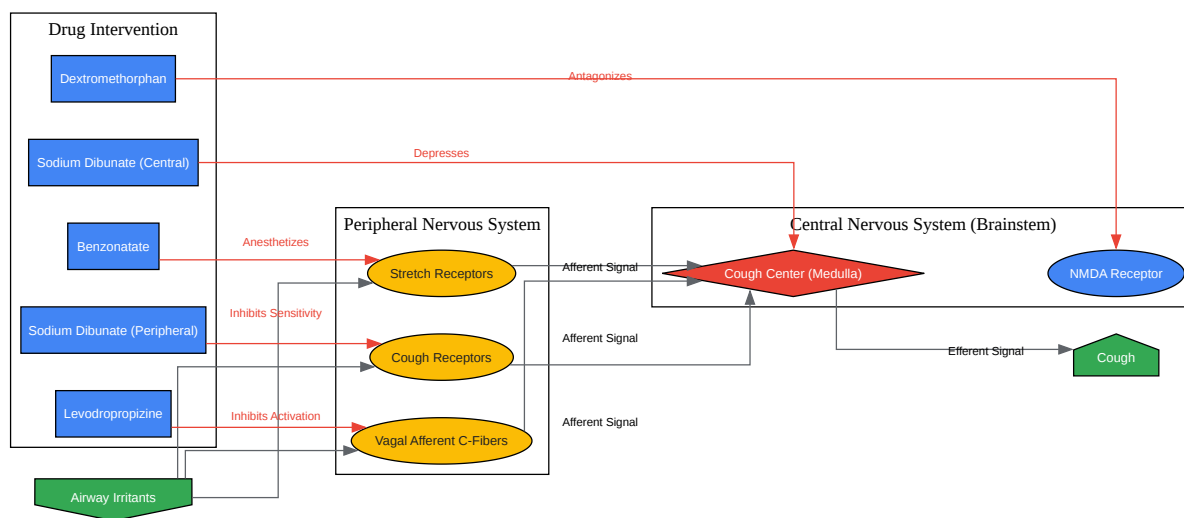 Drug Intervention
Dextromethorphan
Antagonizes
Sodium Dibunate (Central)
Depresses
Peripheral Nervous System
Central Nervous System (Brainstem)
Benzonatate
Anesthetizes
Stretch Receptors
Afferent Signal
Cough Center (Medulla)
NMDA Receptor
Sodium Dibunate (Peripheral)
Inhibits Sensitivity
Cough Receptors
Afferent Signal
Efferent Signal
Cough
Levodropropizine
Inhibits Activation
Vagal Afferent C-Fibers
Afferent Signal
Airway Irritants